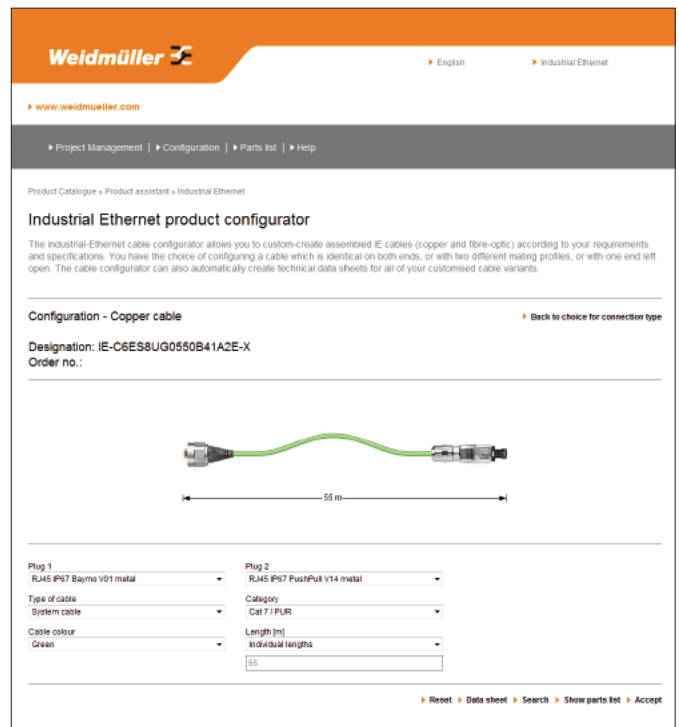 Weidmüller
English
Industrial Ethernet
www.weidmueller.com
Project Management | Configuration | Parts list | Help
Product Catalogue » Product assistant » Industrial Ethernet
Industrial Ethernet product configurator
The industrial-Ethernet cable configurator allows you to custom-create assembled IE cables (copper and fibre-optic) according to your requirements
and specifications. You have the choice of configuring a cable which is identical on both ends, or with two different mating profiles, or with one end left
open. The cable configurator can also automatically create technical data sheets for all of your customised cable variants.
Configuration - Copper cable
Back to choice for connection type
Designation: IE-C6ES8UG0550B41A2E-X
Order no.:
55 m
Plug 1
Plug 2
RJ45 IP67 Baymo V01 metal
RJ45 IP67 PushPull V14 metal
Type of cable
Category
System cable
Cat 7 / PUR
Cable colour
Length [m]
Green
Individual lengths
55
Reset Data sheet Search Show parts list Accept